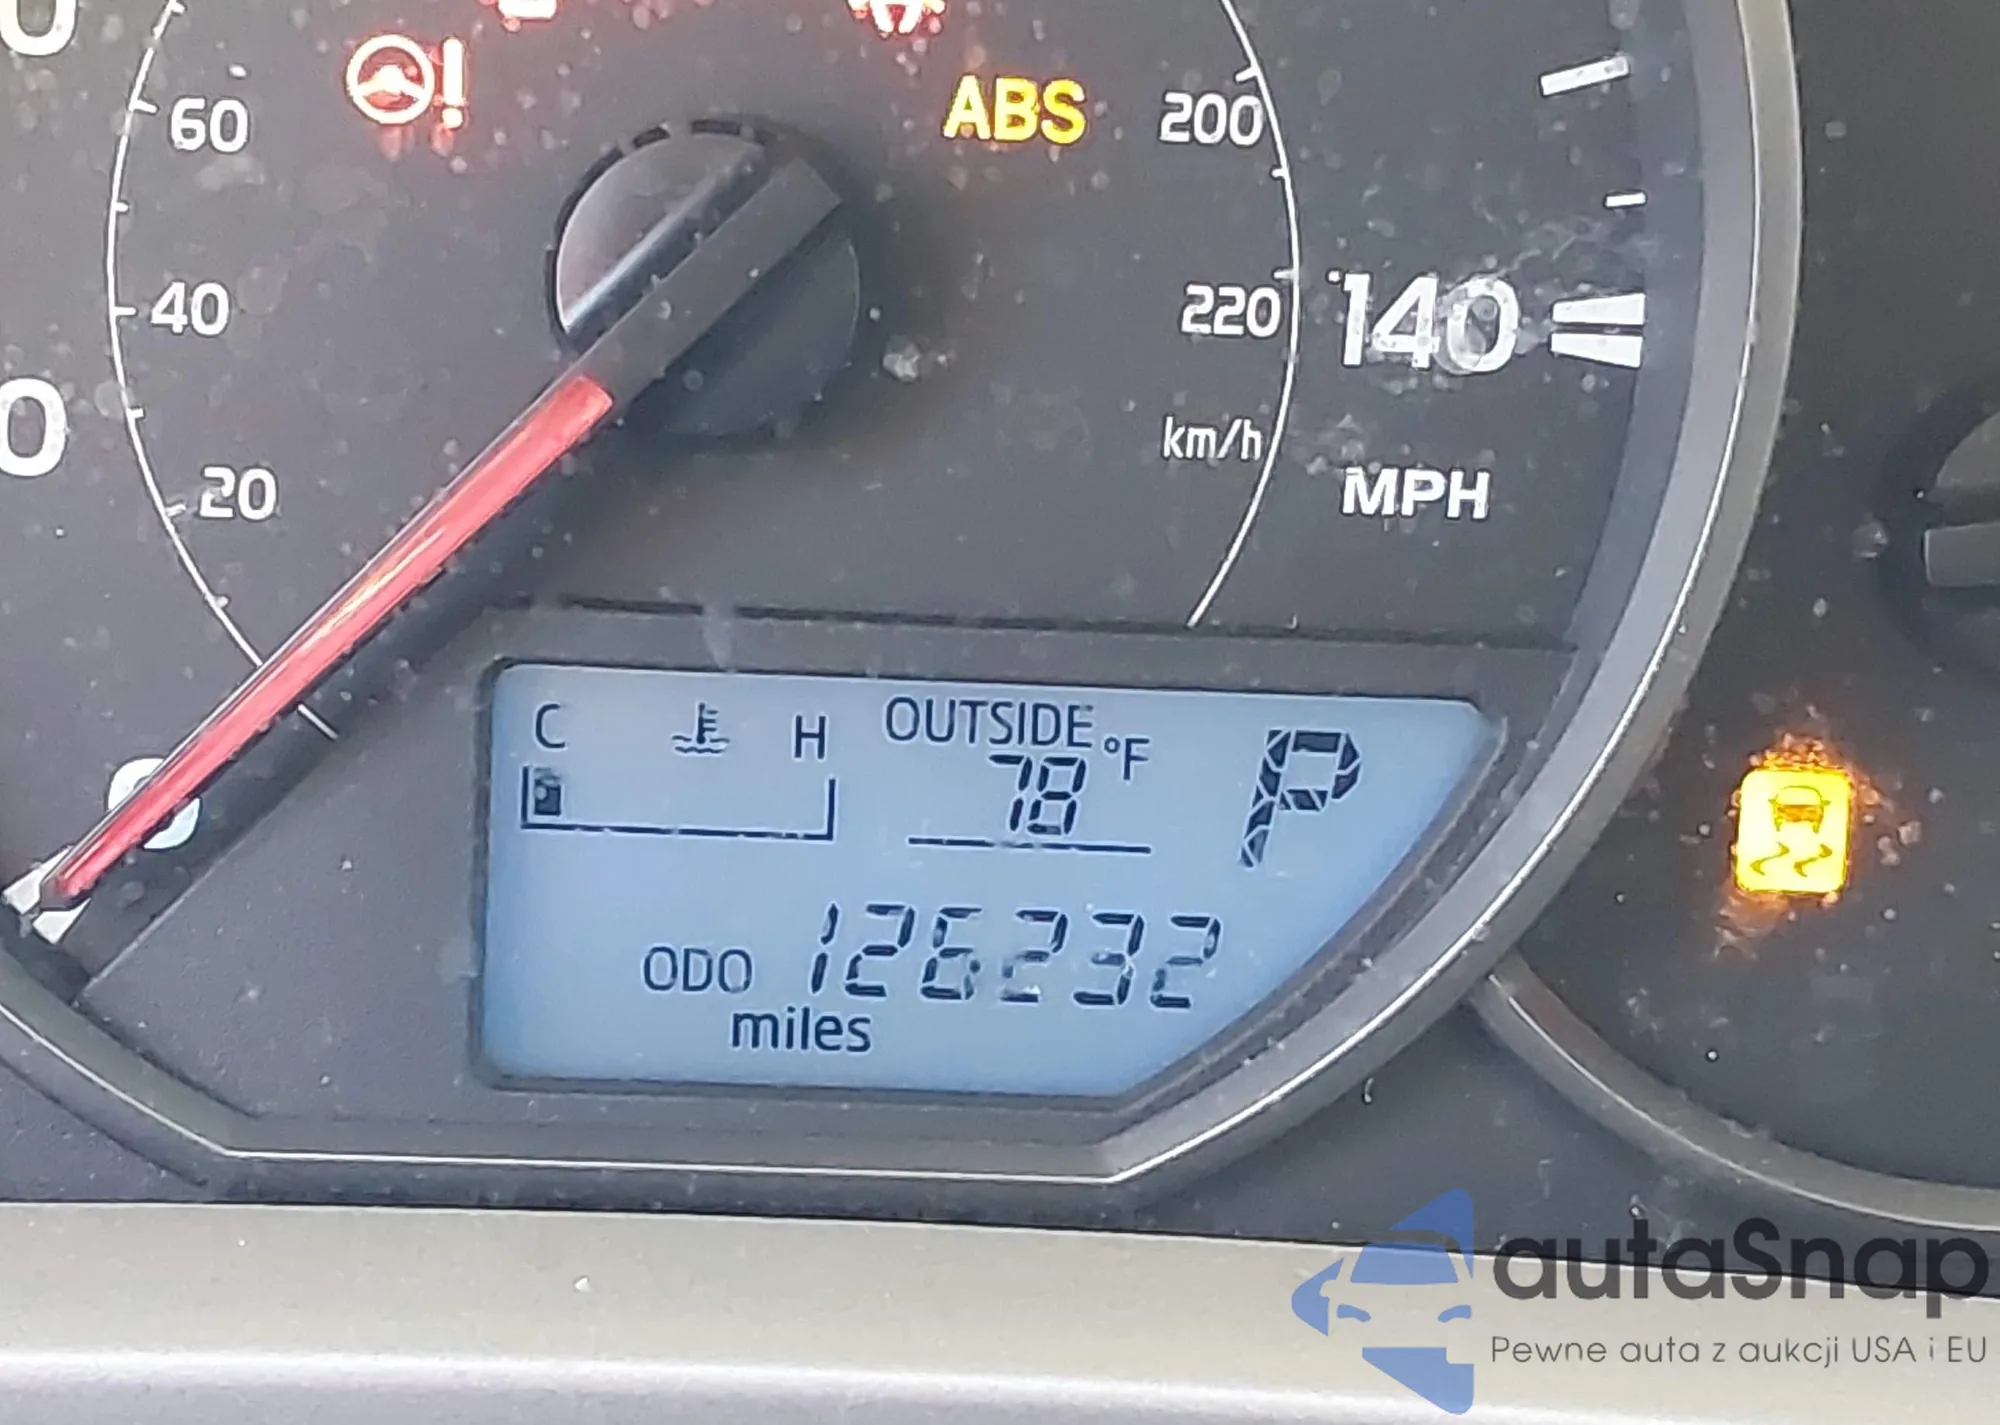 60
ABS
200
40
220
140
km/h
20
MPH
C H OUTSIDE
78 °F
P
0
ODO 126232
miles
autaSnap
Pewne auta z aukcji USA i EU